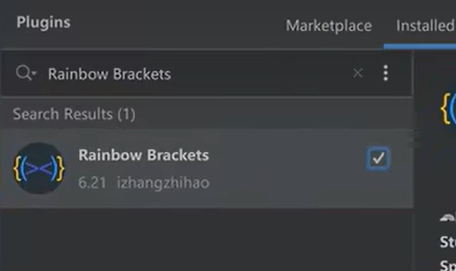 Plugins
Marketplace
Installed
Rainbow Brackets
Search Results (1)
Rainbow Brackets
6.21 izhangzhihao